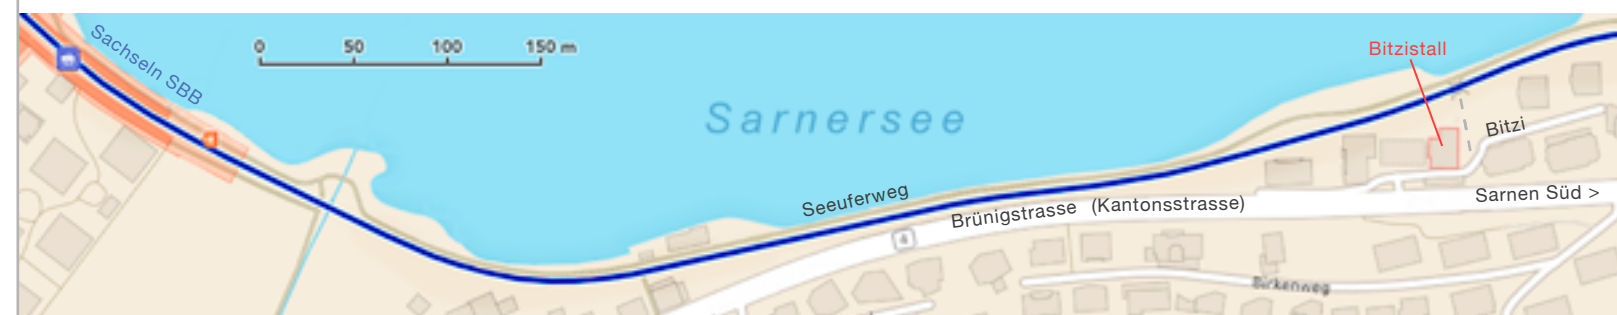 Sachseln SBB
0 50 100 150 m
Bitzistall
Sarnersee
Bitzi
Seeuferweg
Brünigstrasse (Kantonsstrasse)
Sarnen Süd >
4
Birkenweg